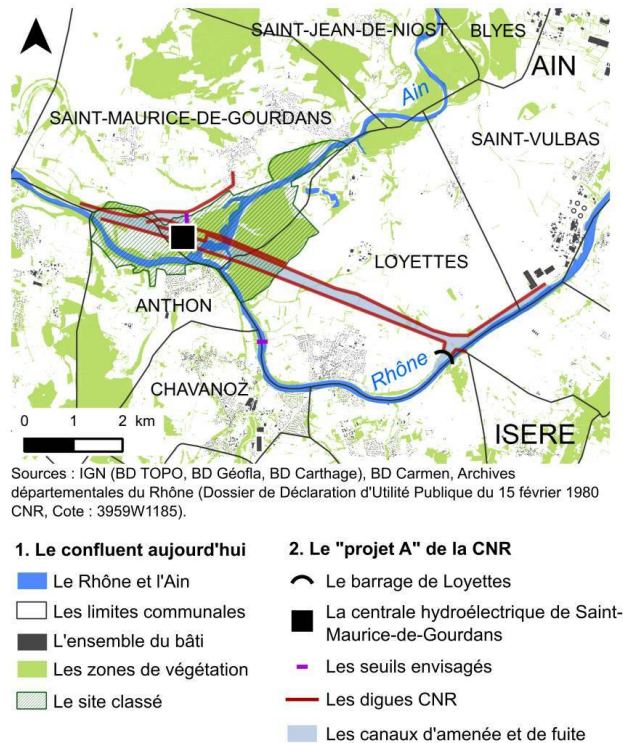 SAINT-JEAN-DE-NIOST
BLYES
AIN
Ain
SAINT-MAURICE-DE-GOURDANS
SAINT-VULBAS
LOYETTES
ANTHON
Rhône
CHAVANOZ
0 1 2 km
ISERE
Sources : IGN (BD TOPO, BD Géofla, BD Carthage), BD Carmen, Archives
départementales du Rhône (Dossier de Déclaration d'Utilité Publique du 15 février 1980
CNR, Cote : 3959W1185).
1. Le confluent aujourd'hui
Le Rhône et l'Ain
Les limites communales
L'ensemble du bâti
Les zones de végétation
Le site classé
2. Le "projet A" de la CNR
Le barrage de Loyettes
La centrale hydroélectrique de Saint-
Maurice-de-Gourdans
Les seuils envisagés
Les digues CNR
Les canaux d'amenée et de fuite